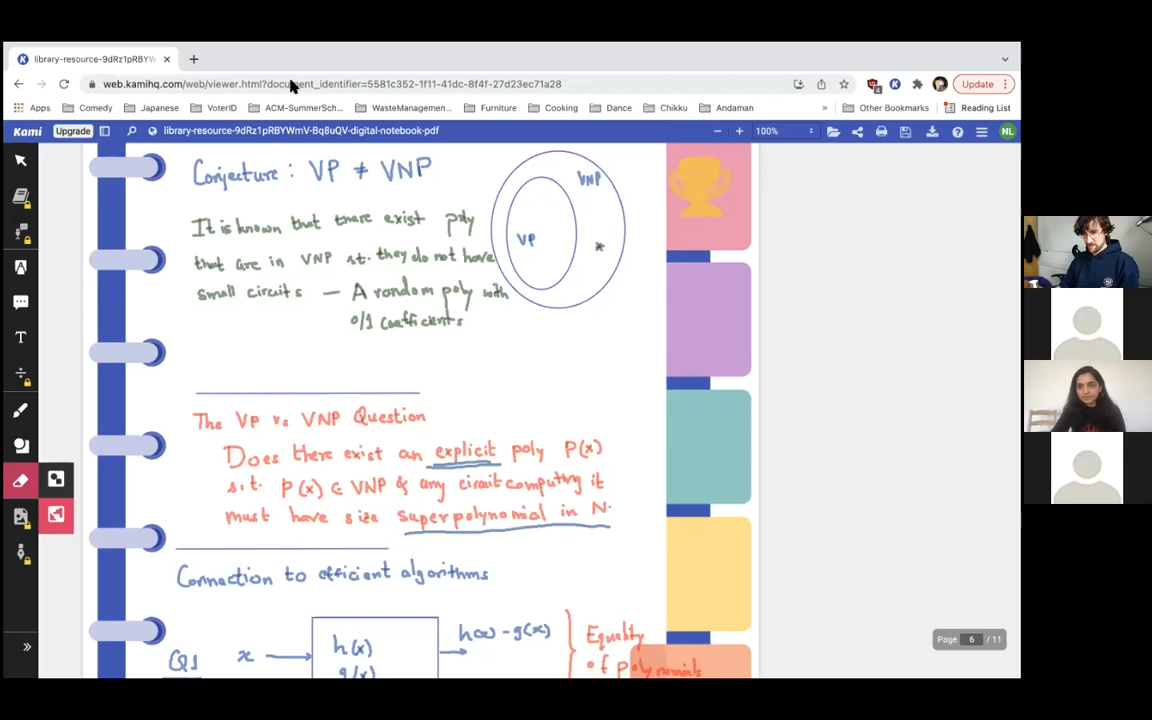 library-resource-9dRz1pRBYW
web.kamihq.com/web/viewer.html?document_identifier=5581c352-1f11-41dc-8f4f-27d23ec71a28
Update
Apps Comedy Japanese VoterID ACM-SummerSch... WasteManagemen... Furniture Cooking Dance Chikku Andaman » Other Bookmarks Reading List
Kami Upgrade library-resource-9dRz1pRBYWmV-Bq8uQV-digital-notebook-pdf 100% NL
Conjecture : VP ≠ VNP
VNP
VP
*
It is known that there exist poly
that are in VNP s.t. they do not have
small circuits — A random poly with
0/1 coefficients
The VP vs VNP Question
Does there exist an explicit poly P(x)
s.t. P(x) ∈ VNP & any circuit computing it
must have size superpolynomial in N.
Connection to efficient algorithms
Q1 x h(x) h(x) - g(x) Equality
g(x) of polynomials
Page 6 / 11